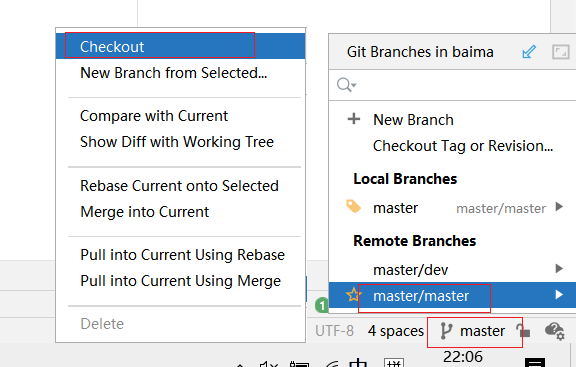 Checkout
New Branch from Selected...
Compare with Current
Show Diff with Working Tree
Rebase Current onto Selected
Merge into Current
Pull into Current Using Rebase
Pull into Current Using Merge
Delete
Git Branches in baima
New Branch
Checkout Tag or Revision...
Local Branches
master master/master
Remote Branches
master/dev
master/master
1
UTF-8 4 spaces master
中 拼 22:06